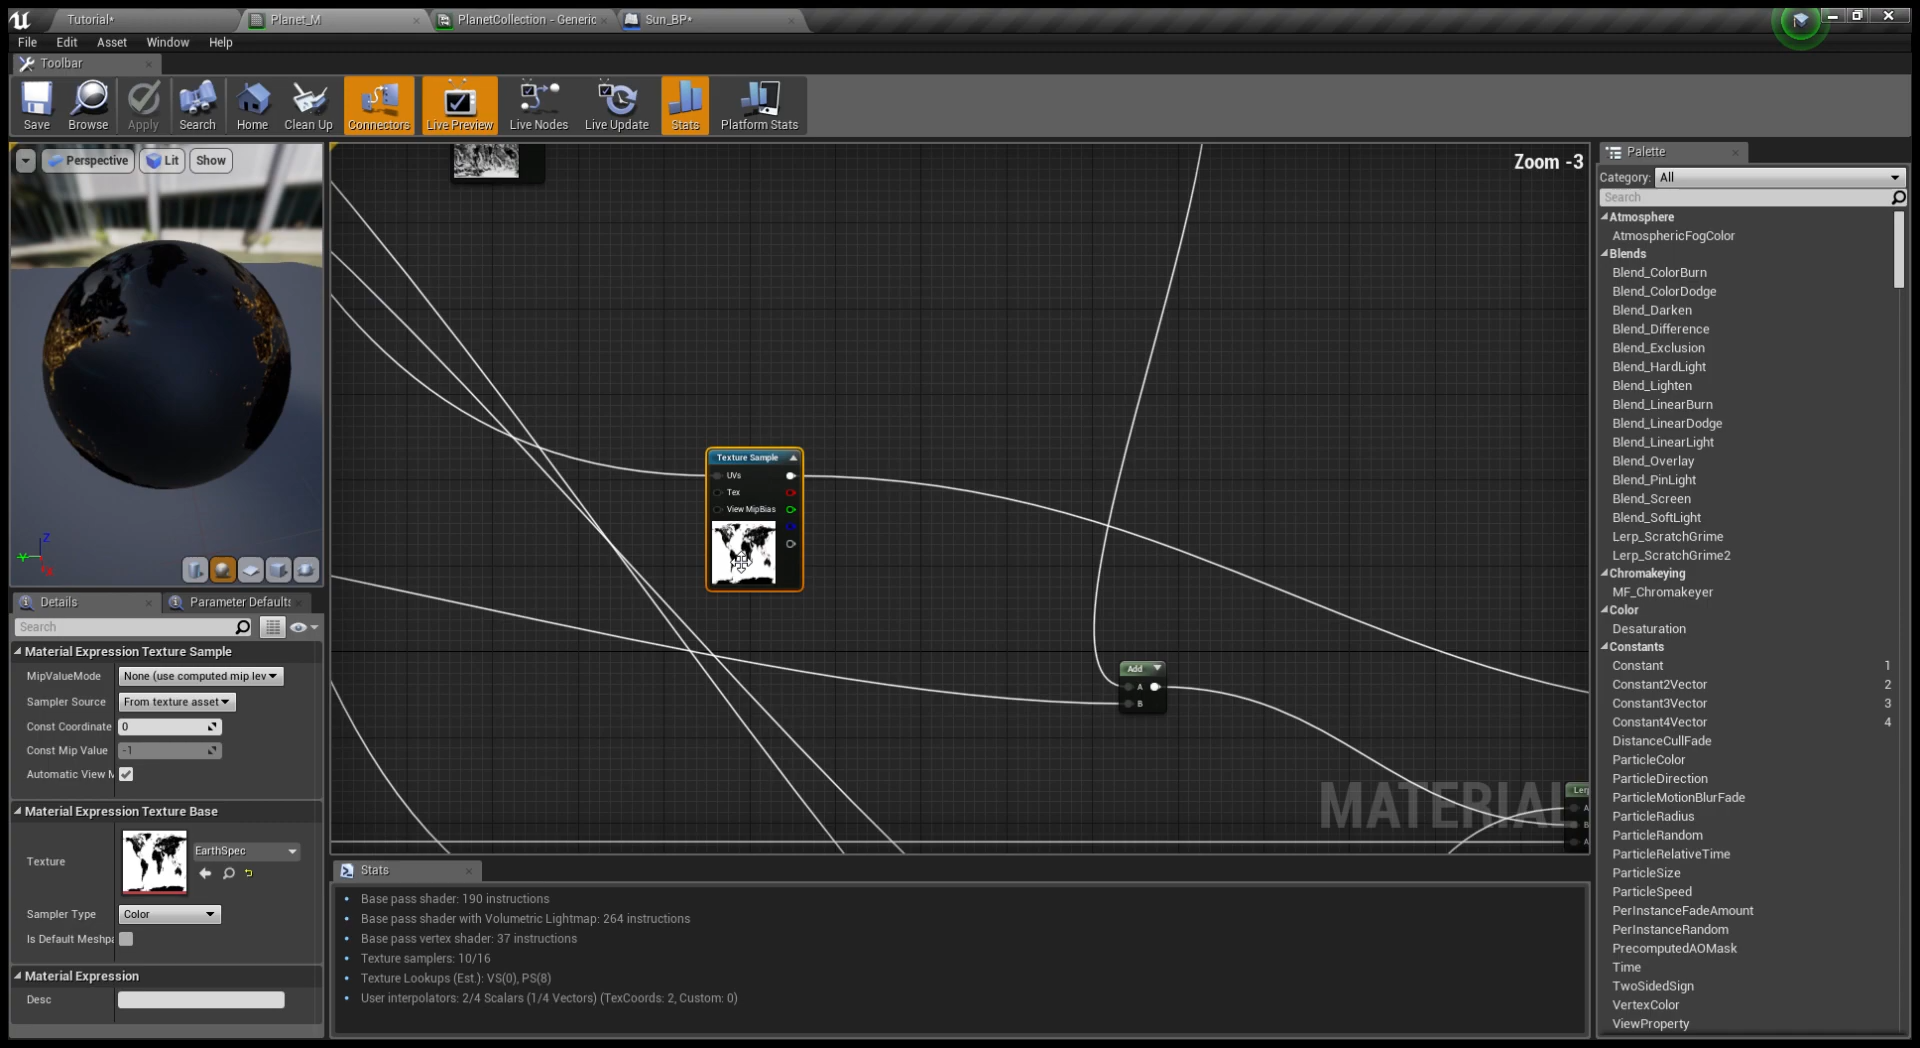 Tutorial*
Planet_M
PlanetCollection - Generic
Sun_BP*
File Edit Asset Window Help
Toolbar
Save
Browse
Apply
Search
Home
Clean Up
Connectors
Live Preview
Live Nodes
Live Update
Stats
Platform Stats
Perspective
Lit
Show
Z
Y
Details
Parameter Defaults
Search
Material Expression Texture Sample
MipValueMode None (use computed mip lev
Sampler Source From texture asset
Const Coordinate 0
Const Mip Value -1
Automatic View M
Material Expression Texture Base
Texture EarthSpec
Sampler Type Color
Is Default Meshpa
Material Expression
Desc
Zoom -3
Texture Sample
UVs
Tex
View MipBias
Add
A
B
Lerp
A
B
A
MATERIAL
Stats
Base pass shader: 190 instructions
Base pass shader with Volumetric Lightmap: 264 instructions
Base pass vertex shader: 37 instructions
Texture samplers: 10/16
Texture Lookups (Est.): VS(0), PS(8)
User interpolators: 2/4 Scalars (1/4 Vectors) (TexCoords: 2, Custom: 0)
Palette
Category: All
Search
Atmosphere
AtmosphericFogColor
Blends
Blend_ColorBurn
Blend_ColorDodge
Blend_Darken
Blend_Difference
Blend_Exclusion
Blend_HardLight
Blend_Lighten
Blend_LinearBurn
Blend_LinearDodge
Blend_LinearLight
Blend_Overlay
Blend_PinLight
Blend_Screen
Blend_SoftLight
Lerp_ScratchGrime
Lerp_ScratchGrime2
Chromakeying
MF_Chromakeyer
Color
Desaturation
Constants
Constant 1
Constant2Vector 2
Constant3Vector 3
Constant4Vector 4
DistanceCullFade
ParticleColor
ParticleDirection
ParticleMotionBlurFade
ParticleRadius
ParticleRandom
ParticleRelativeTime
ParticleSize
ParticleSpeed
PerInstanceFadeAmount
PerInstanceRandom
PrecomputedAOMask
Time
TwoSidedSign
VertexColor
ViewProperty